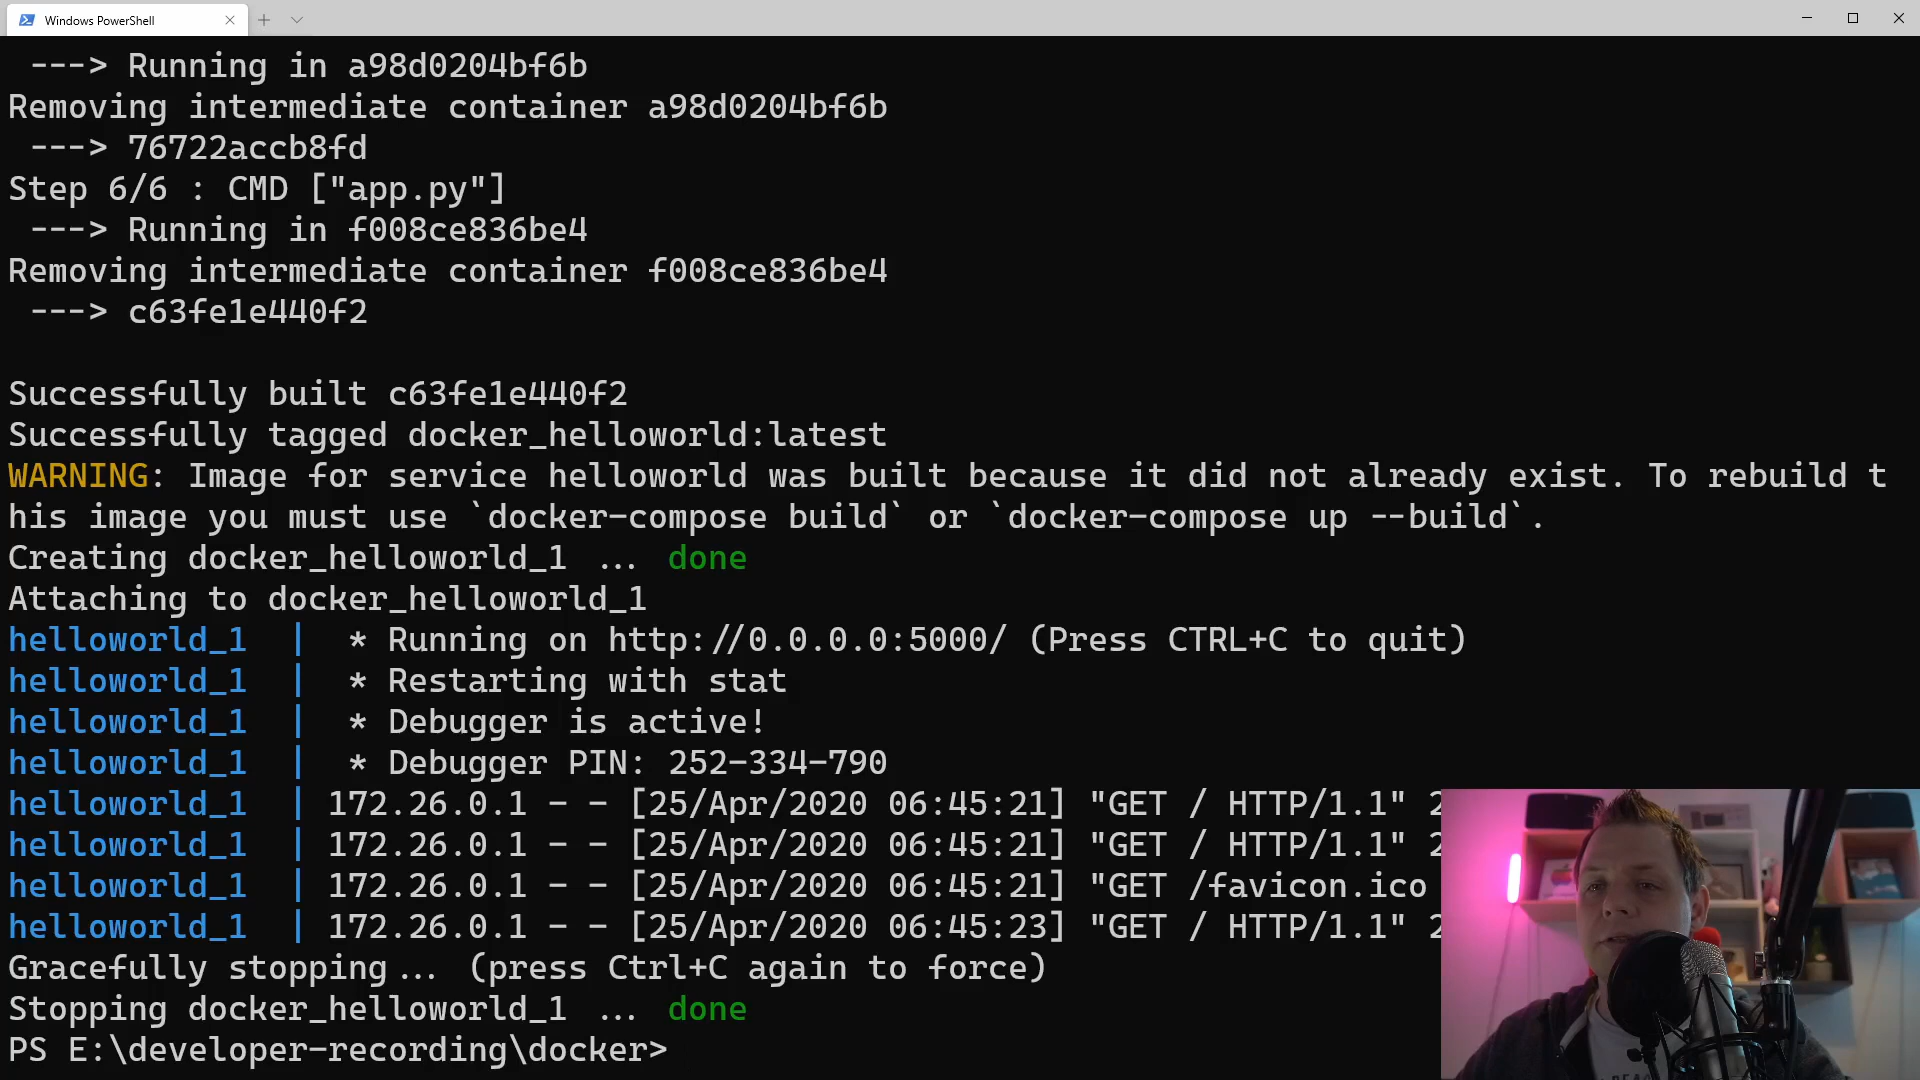 Windows PowerShell
---> Running in a98d0204bf6b
Removing intermediate container a98d0204bf6b
---> 76722accb8fd
Step 6/6 : CMD ["app.py"]
---> Running in f008ce836be4
Removing intermediate container f008ce836be4
---> c63fe1e440f2
Successfully built c63fe1e440f2
Successfully tagged docker_helloworld:latest
WARNING: Image for service helloworld was built because it did not already exist. To rebuild t
his image you must use `docker-compose build` or `docker-compose up --build`.
Creating docker_helloworld_1 ... done
Attaching to docker_helloworld_1
helloworld_1 | * Running on http://0.0.0.0:5000/ (Press CTRL+C to quit)
helloworld_1 | * Restarting with stat
helloworld_1 | * Debugger is active!
helloworld_1 | * Debugger PIN: 252-334-790
helloworld_1 | 172.26.0.1 - - [25/Apr/2020 06:45:21] "GET / HTTP/1.1" 2
helloworld_1 | 172.26.0.1 - - [25/Apr/2020 06:45:21] "GET / HTTP/1.1" 2
helloworld_1 | 172.26.0.1 - - [25/Apr/2020 06:45:21] "GET /favicon.ico
helloworld_1 | 172.26.0.1 - - [25/Apr/2020 06:45:23] "GET / HTTP/1.1" 2
Gracefully stopping... (press Ctrl+C again to force)
Stopping docker_helloworld_1 ... done
PS E:\developer-recording\docker>